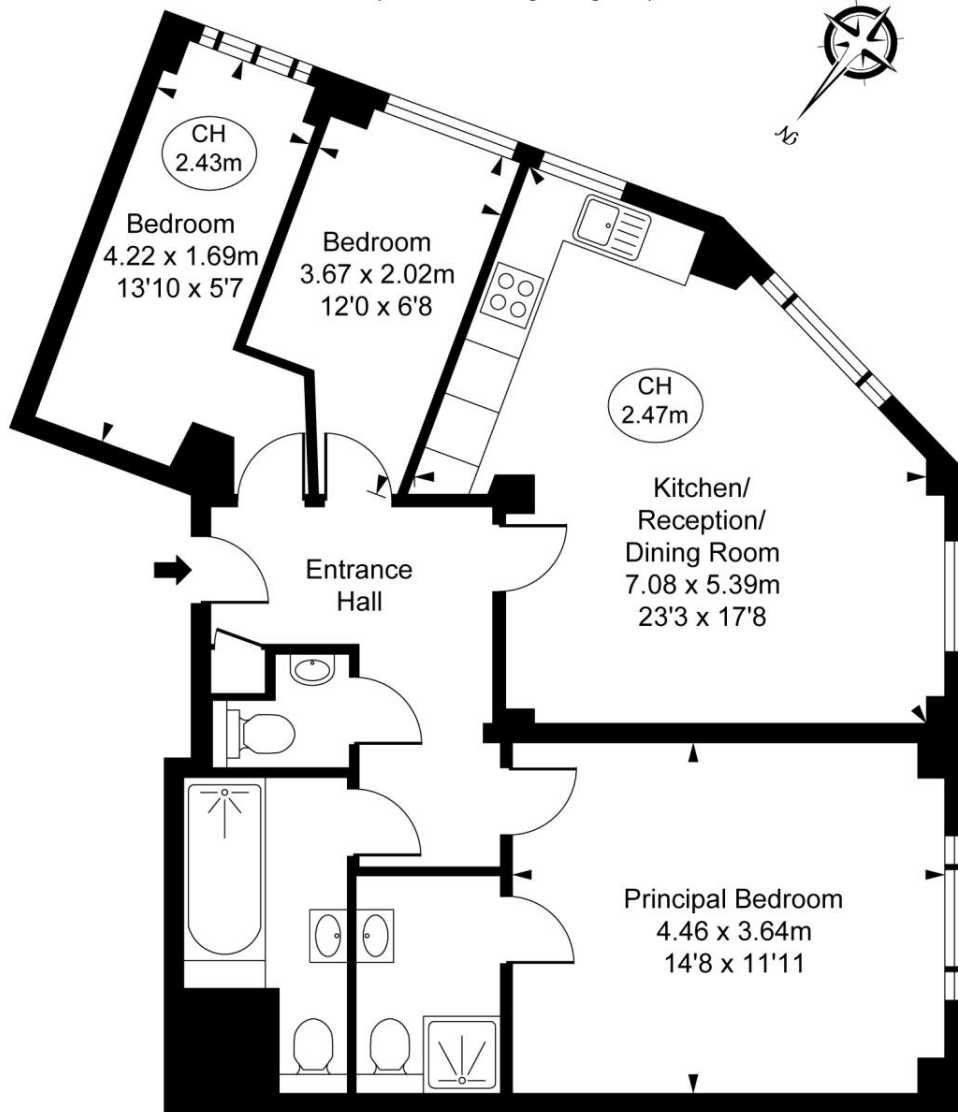 N
CH
2.43m
Bedroom
4.22 x 1.69m
13'10 x 5'7
Bedroom
3.67 x 2.02m
12'0 x 6'8
CH
2.47m
Kitchen/
Reception/
Dining Room
7.08 x 5.39m
23'3 x 17'8
Entrance
Hall
Principal Bedroom
4.46 x 3.64m
14'8 x 11'11